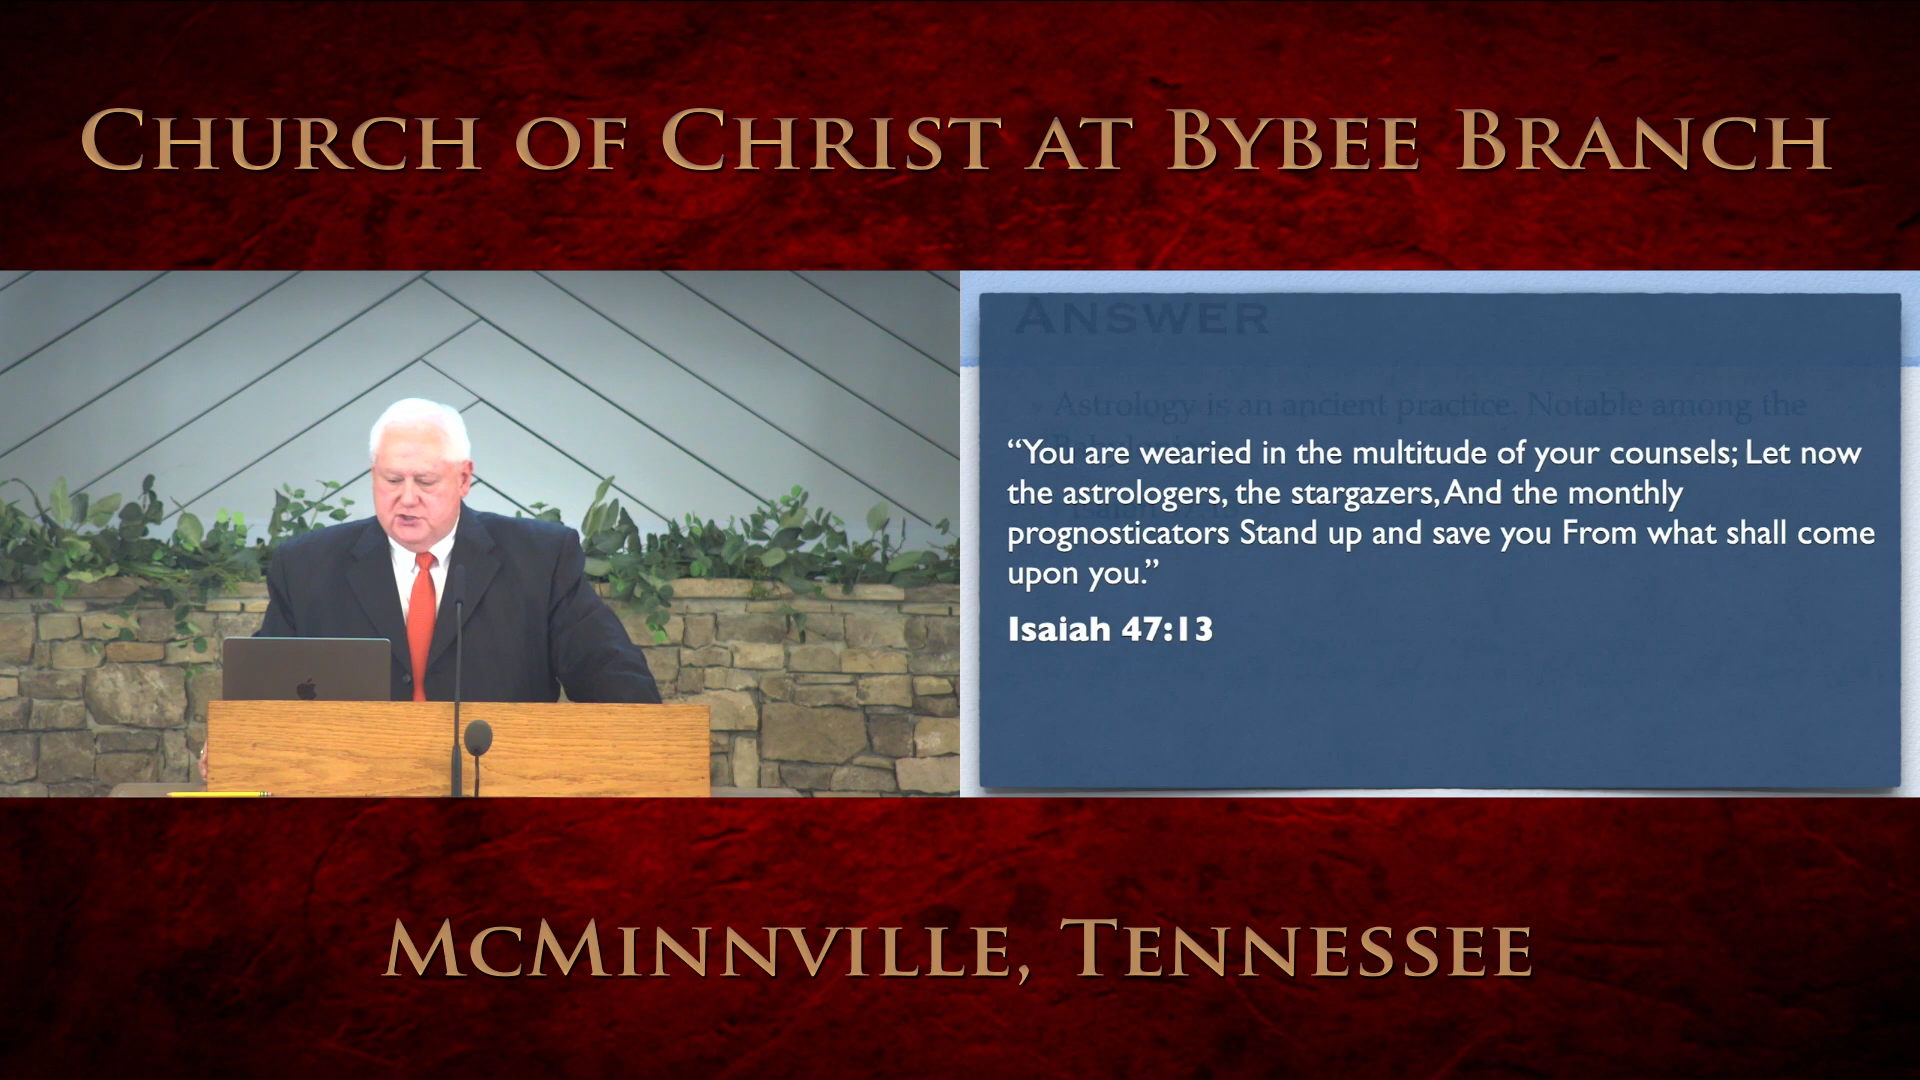 CHURCH OF CHRIST AT BYBEE BRANCH
ANSWER
Astrology is an ancient practice. Notable among the
“You are wearied in the multitude of your counsels; Let now
the astrologers, the stargazers, And the monthly
prognosticators Stand up and save you From what shall come
upon you.”
Isaiah 47:13
MCMINNVILLE, TENNESSEE